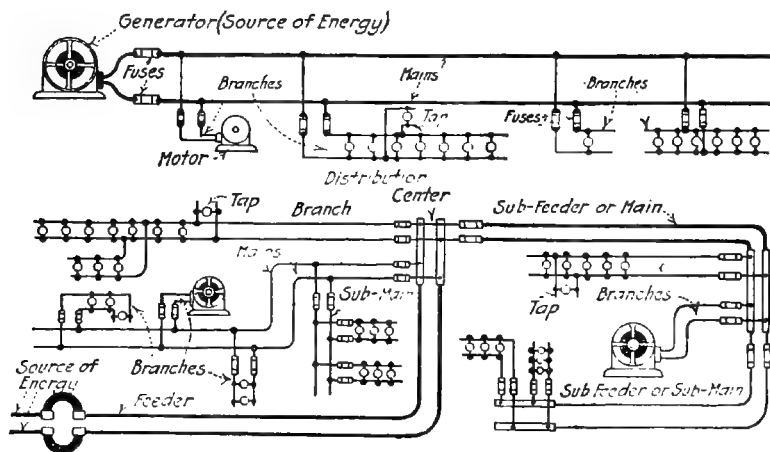 Generator (Source of Energy)
Fuses
Branches
Mains
Tap
Motor
Fuses
Branches
Distribution
Center
Tap
Branch
Sub-Feeder or Main
Mains
Sub-Main
Tap
Branches
Branches
Source of
Energy
Feeder
Sub Feeder or Sub-Main